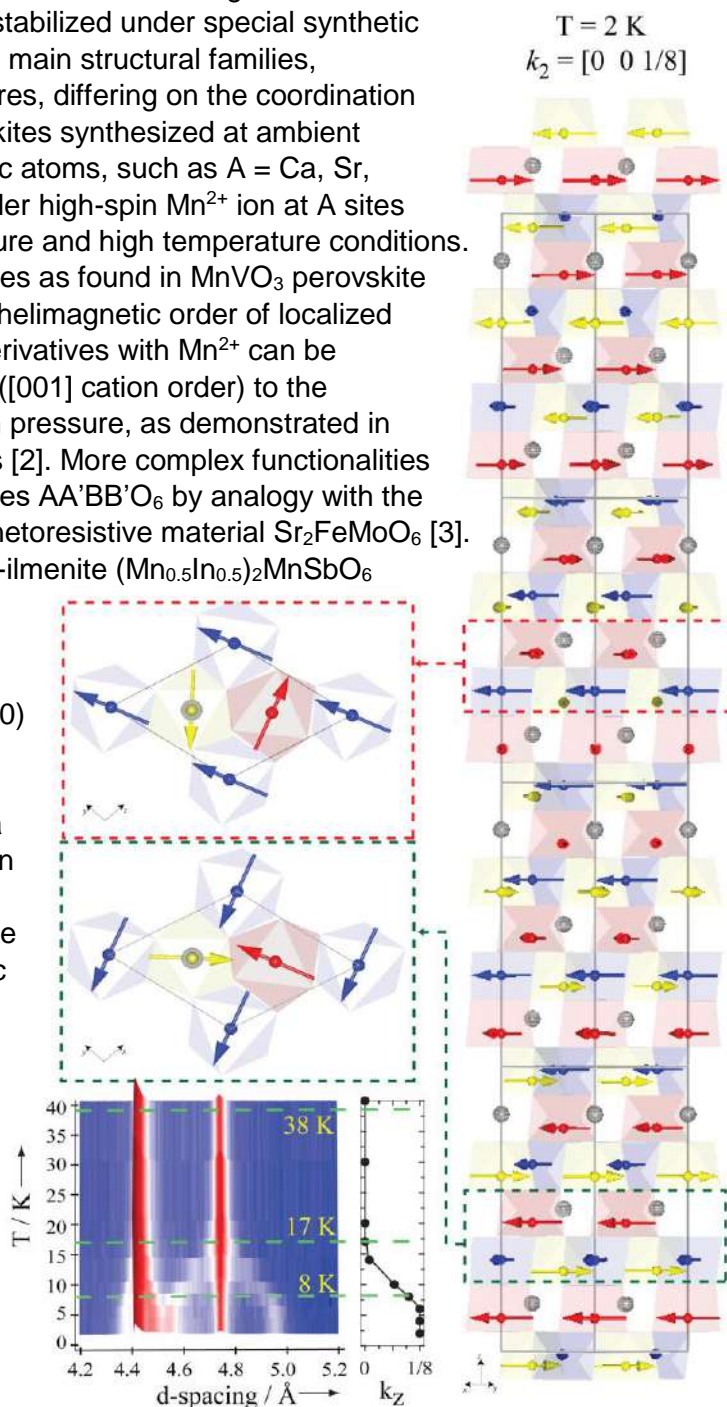 stabilized under special synthetic
main structural families,
res, differing on the coordination
kites synthesized at ambient
c atoms, such as A = Ca, Sr,
ler high-spin Mn²⁺ ion at A sites
ure and high temperature conditions.
es as found in MnVO₃ perovskite
helimagnetic order of localized
erivatives with Mn²⁺ can be
([001] cation order) to the
n pressure, as demonstrated in
s [2]. More complex functionalities
es AA'BB'O₆ by analogy with the
netoresistive material Sr₂FeMoO₆ [3].
-ilmenite (Mn₀.₅In₀.₅)₂MnSbO₆
0)
n
e
c
T = 2 K
k₂ = [0 0 1/8]
T / K
40
35
30
25
20
15
10
5
0
38 K
17 K
8 K
4.2 4.4 4.6 4.8 5.0 5.2
d-spacing / Å
0 1/8
k_Z